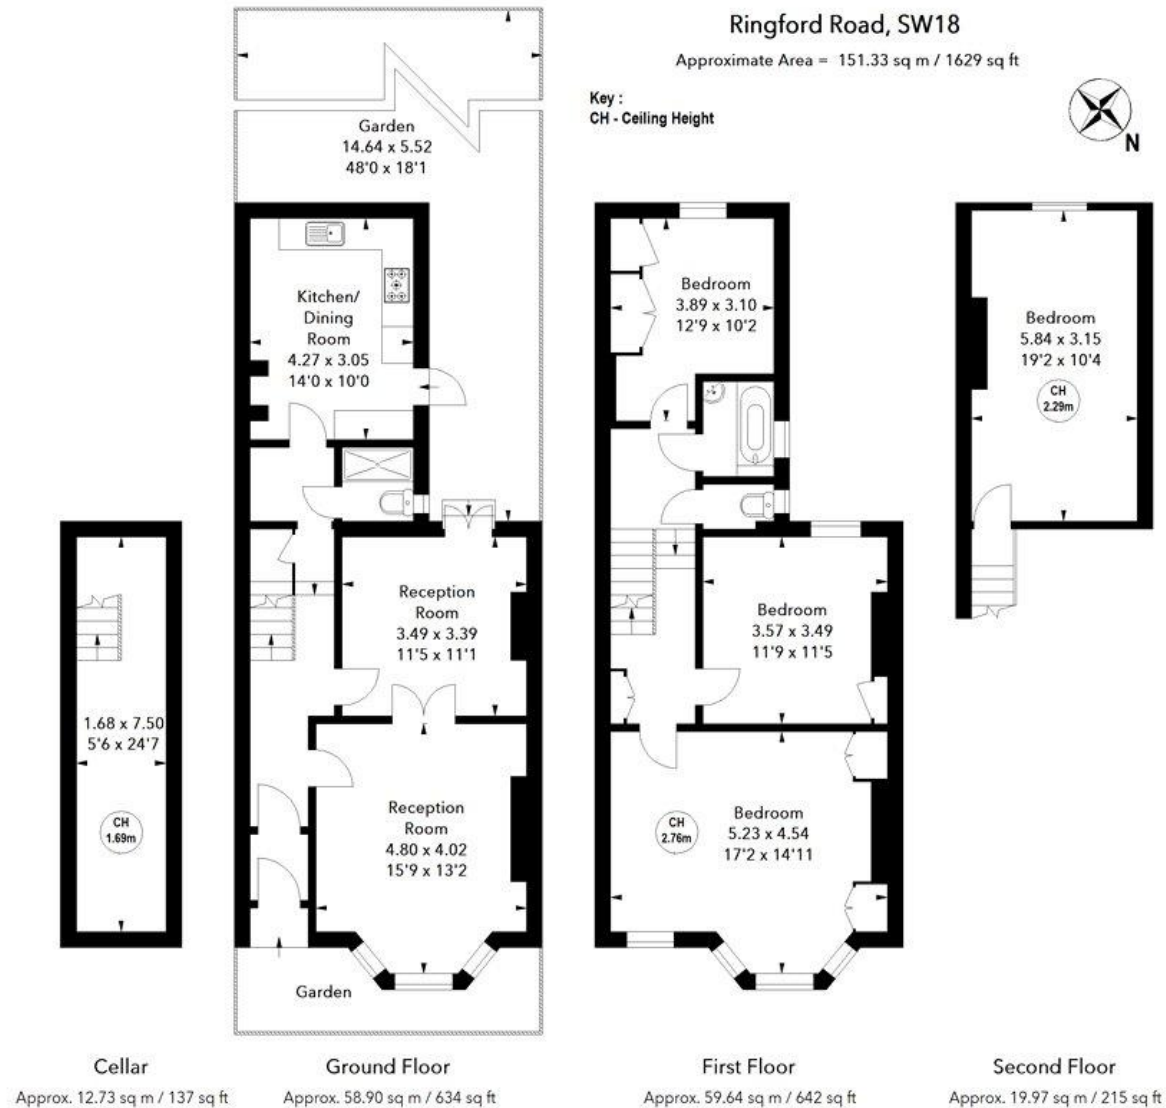 Ringford Road, SW18
Approximate Area = 151.33 sq m / 1629 sq ft
Key :
CH - Ceiling Height
N
Garden
14.64 x 5.52
48'0 x 18'1
Kitchen/
Dining
Room
4.27 x 3.05
14'0 x 10'0
Reception
Room
3.49 x 3.39
11'5 x 11'1
Reception
Room
4.80 x 4.02
15'9 x 13'2
Garden
1.68 x 7.50
5'6 x 24'7
CH
1.69m
Bedroom
3.89 x 3.10
12'9 x 10'2
Bedroom
3.57 x 3.49
11'9 x 11'5
Bedroom
5.23 x 4.54
17'2 x 14'11
CH
2.76m
Bedroom
5.84 x 3.15
19'2 x 10'4
CH
2.29m
Cellar
Approx. 12.73 sq m / 137 sq ft
Ground Floor
Approx. 58.90 sq m / 634 sq ft
First Floor
Approx. 59.64 sq m / 642 sq ft
Second Floor
Approx. 19.97 sq m / 215 sq ft